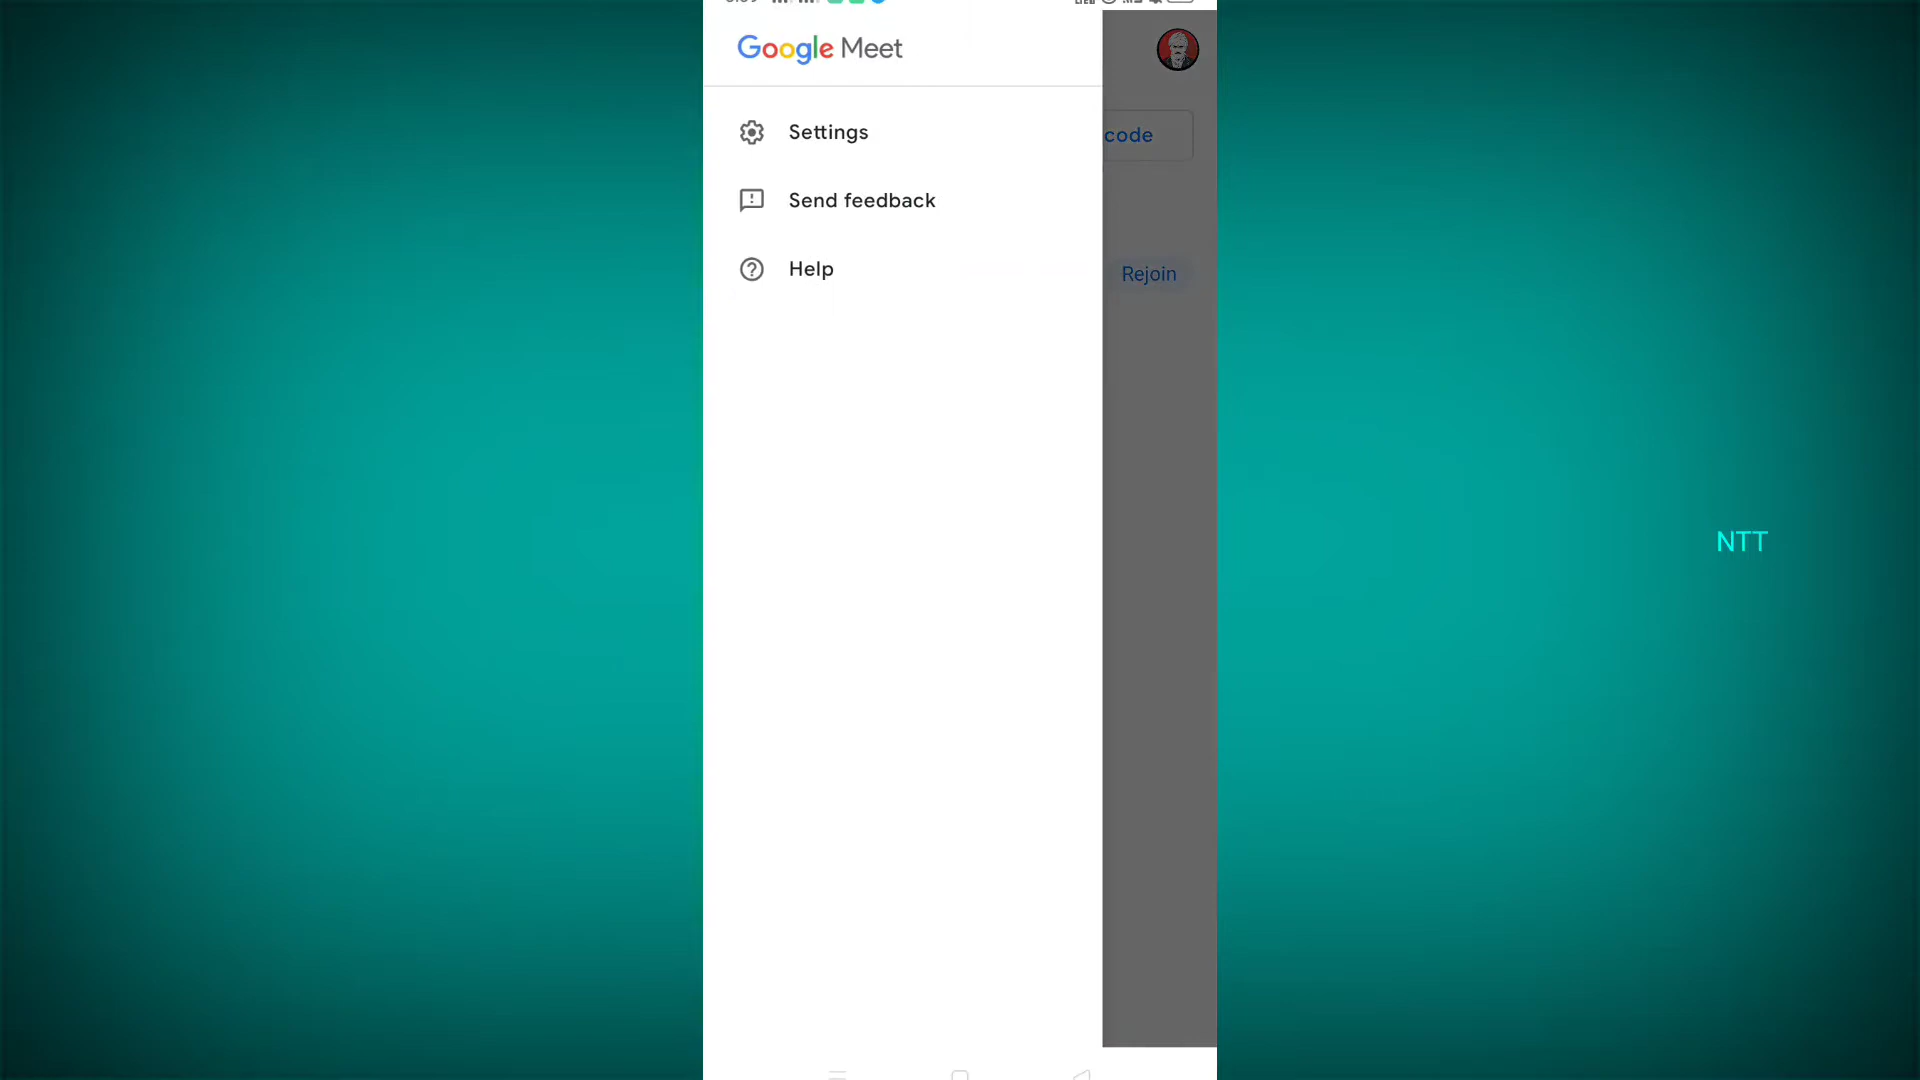 Google Meet
Settings
code
Send feedback
Help
Rejoin
NTT